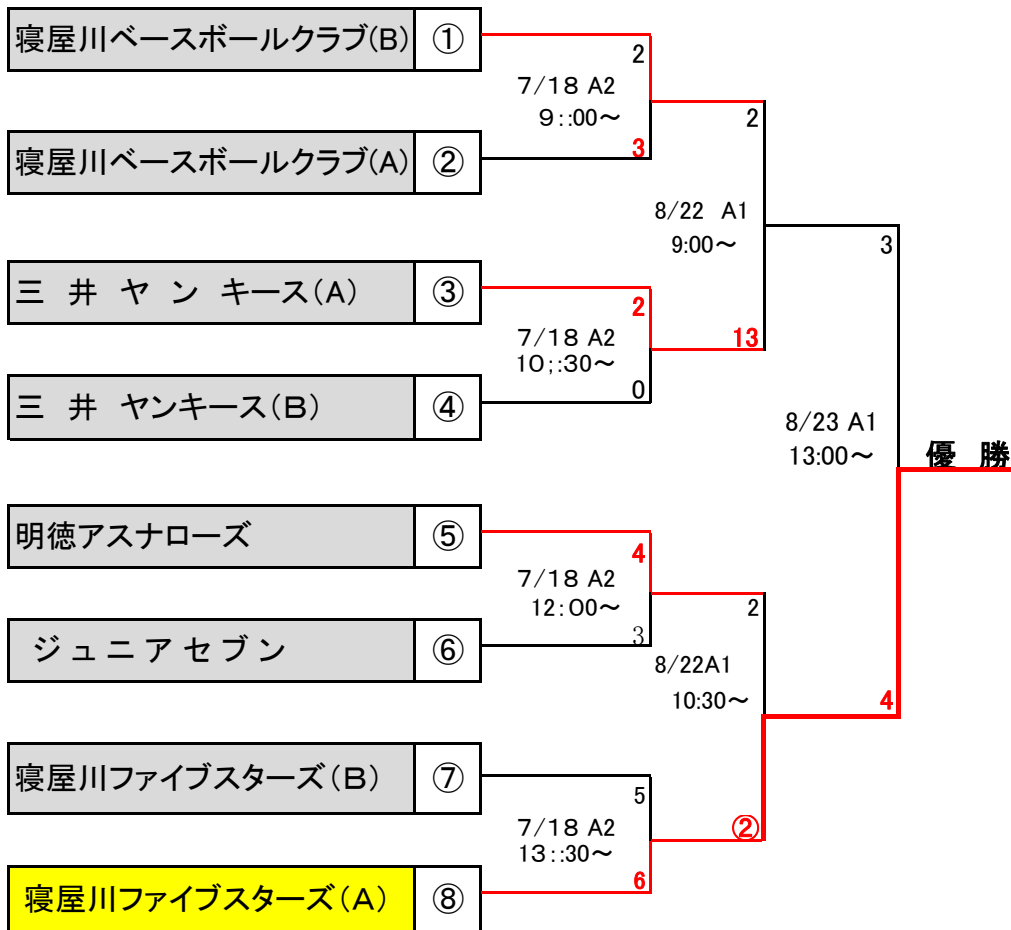 寝屋川ベースボールクラブ(B) ①
2
7/18 A2
9::00～
3
寝屋川ベースボールクラブ(A) ②
2
8/22 A1
9:00～
13
三 井 ヤ ン キース(A) ③
2
7/18 A2
10;:30～
0
三 井 ヤンキース(B) ④
3
8/23 A1
13:00～
4
優 勝
明徳アスナローズ ⑤
4
7/18 A2
12:00～
3
ジュニアセブン ⑥
2
8/22A1
10:30～
②
寝屋川ファイブスターズ(B) ⑦
5
7/18 A2
13::30～
6
寝屋川ファイブスターズ(A) ⑧